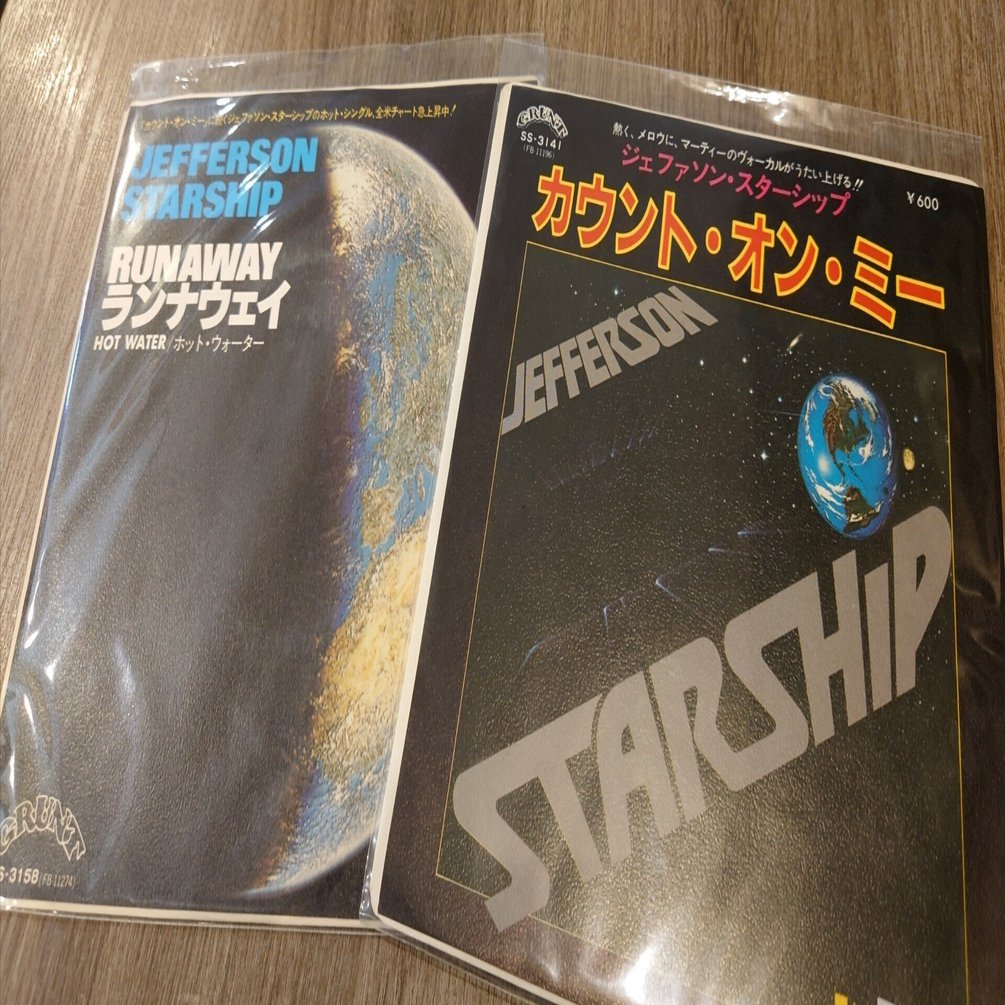 「カウント・オン・ミー」に続くジェファソン・スターシップのホット・シングル、全米チャート急上昇中!
JEFFERSON
STARSHIP
RUNAWAY
ランナウェイ
HOT WATER/ホット・ウォーター
GRUNT
S-3158(FB-11274)
GRUNT
SS-3141
(FB-11196)
熱く、メロウに、マーティーのヴォーカルがうたい上げる!!
ジェファソン・スターシップ
¥600
カウント・オン・ミー
JEFFERSON
STARSHIP